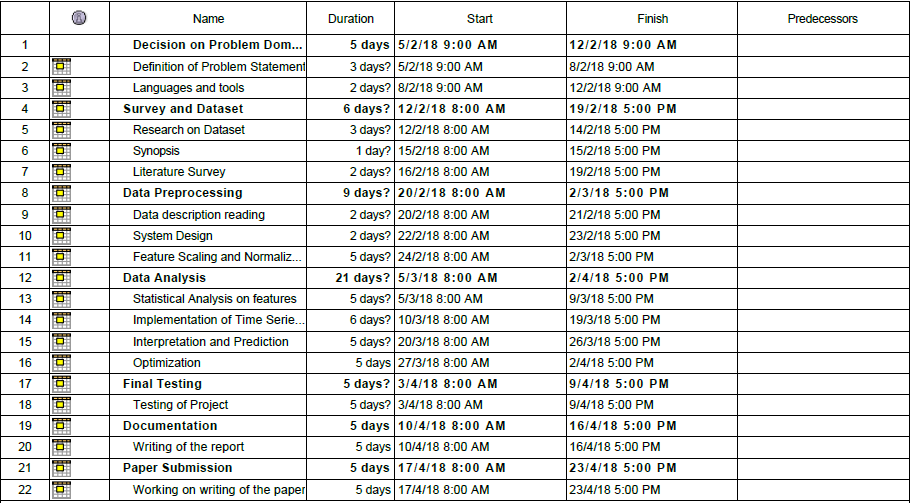 Name Duration Start Finish Predecessors
1 Decision on Problem Dom... 5 days 5/2/18 9:00 AM 12/2/18 9:00 AM
2 Definition of Problem Statement 3 days? 5/2/18 9:00 AM 8/2/18 9:00 AM
3 Languages and tools 2 days? 8/2/18 9:00 AM 12/2/18 9:00 AM
4 Survey and Dataset 6 days? 12/2/18 8:00 AM 19/2/18 5:00 PM
5 Research on Dataset 3 days? 12/2/18 8:00 AM 14/2/18 5:00 PM
6 Synopsis 1 day? 15/2/18 8:00 AM 15/2/18 5:00 PM
7 Literature Survey 2 days? 16/2/18 8:00 AM 19/2/18 5:00 PM
8 Data Preprocessing 9 days? 20/2/18 8:00 AM 2/3/18 5:00 PM
9 Data description reading 2 days? 20/2/18 8:00 AM 21/2/18 5:00 PM
10 System Design 2 days? 22/2/18 8:00 AM 23/2/18 5:00 PM
11 Feature Scaling and Normaliz... 5 days? 24/2/18 8:00 AM 2/3/18 5:00 PM
12 Data Analysis 21 days? 5/3/18 8:00 AM 2/4/18 5:00 PM
13 Statistical Analysis on features 5 days? 5/3/18 8:00 AM 9/3/18 5:00 PM
14 Implementation of Time Serie... 6 days? 10/3/18 8:00 AM 19/3/18 5:00 PM
15 Interpretation and Prediction 5 days? 20/3/18 8:00 AM 26/3/18 5:00 PM
16 Optimization 5 days 27/3/18 8:00 AM 2/4/18 5:00 PM
17 Final Testing 5 days? 3/4/18 8:00 AM 9/4/18 5:00 PM
18 Testing of Project 5 days? 3/4/18 8:00 AM 9/4/18 5:00 PM
19 Documentation 5 days 10/4/18 8:00 AM 16/4/18 5:00 PM
20 Writing of the report 5 days 10/4/18 8:00 AM 16/4/18 5:00 PM
21 Paper Submission 5 days 17/4/18 8:00 AM 23/4/18 5:00 PM
22 Working on writing of the paper 5 days 17/4/18 8:00 AM 23/4/18 5:00 PM